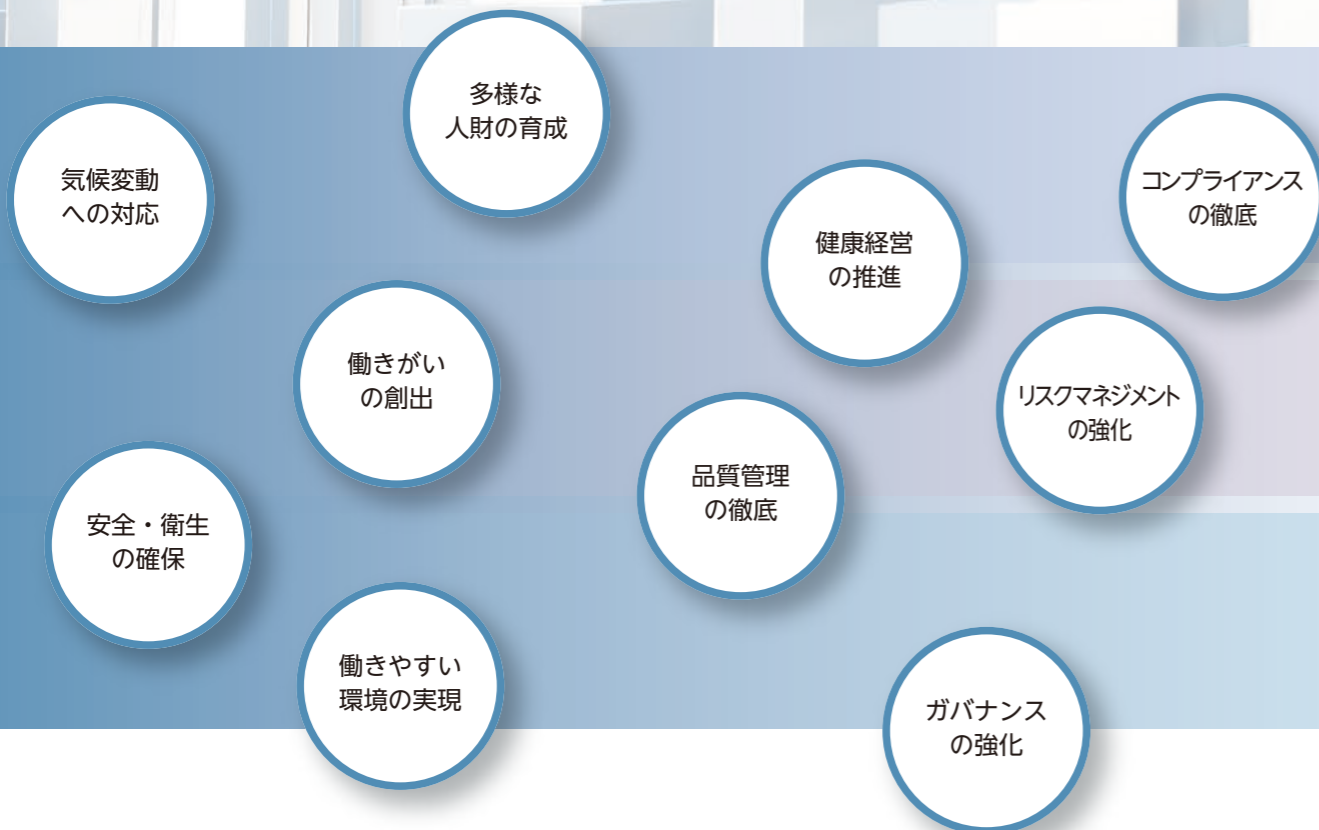 多様な
人財の育成
気候変動
への対応
コンプライアンス
の徹底
健康経営
の推進
働きがい
の創出
リスクマネジメント
の強化
品質管理
の徹底
安全・衛生
の確保
働きやすい
環境の実現
ガバナンス
の強化